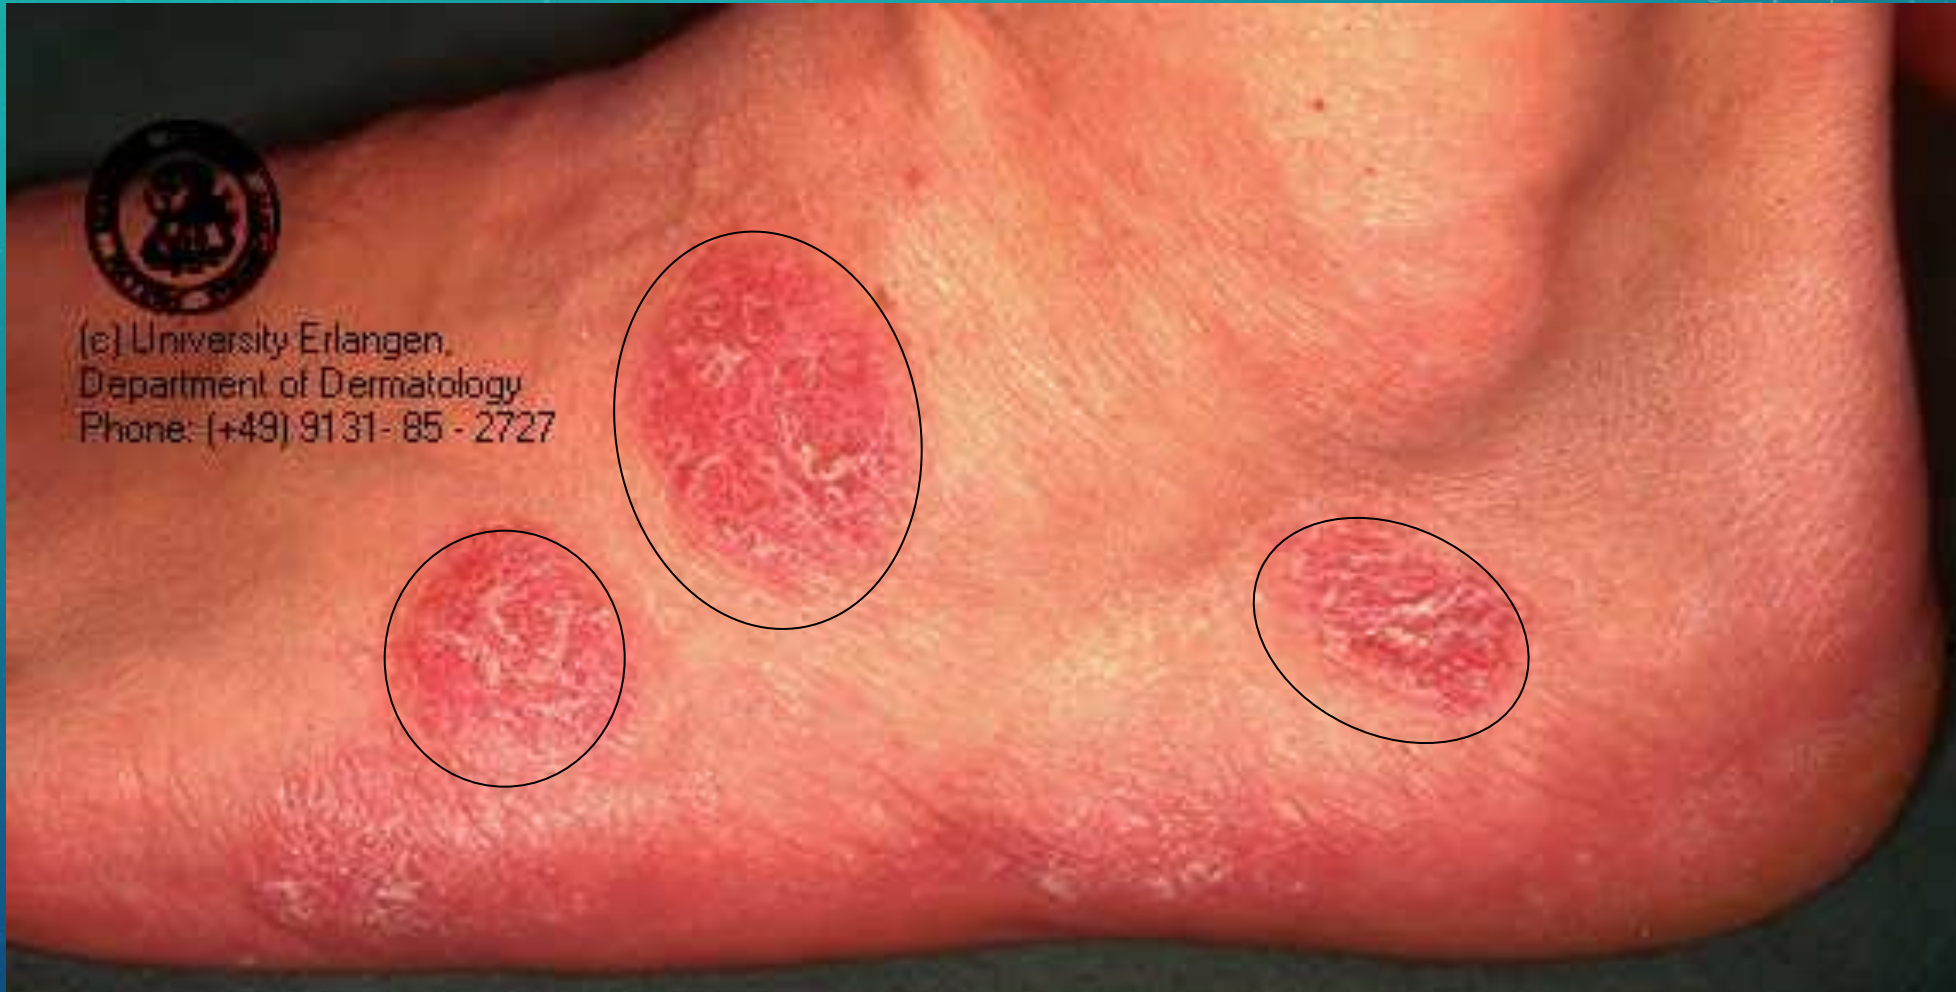 (c) University Erlangen,
Department of Dermatology
Phone: (+49) 9131- 85 - 2727